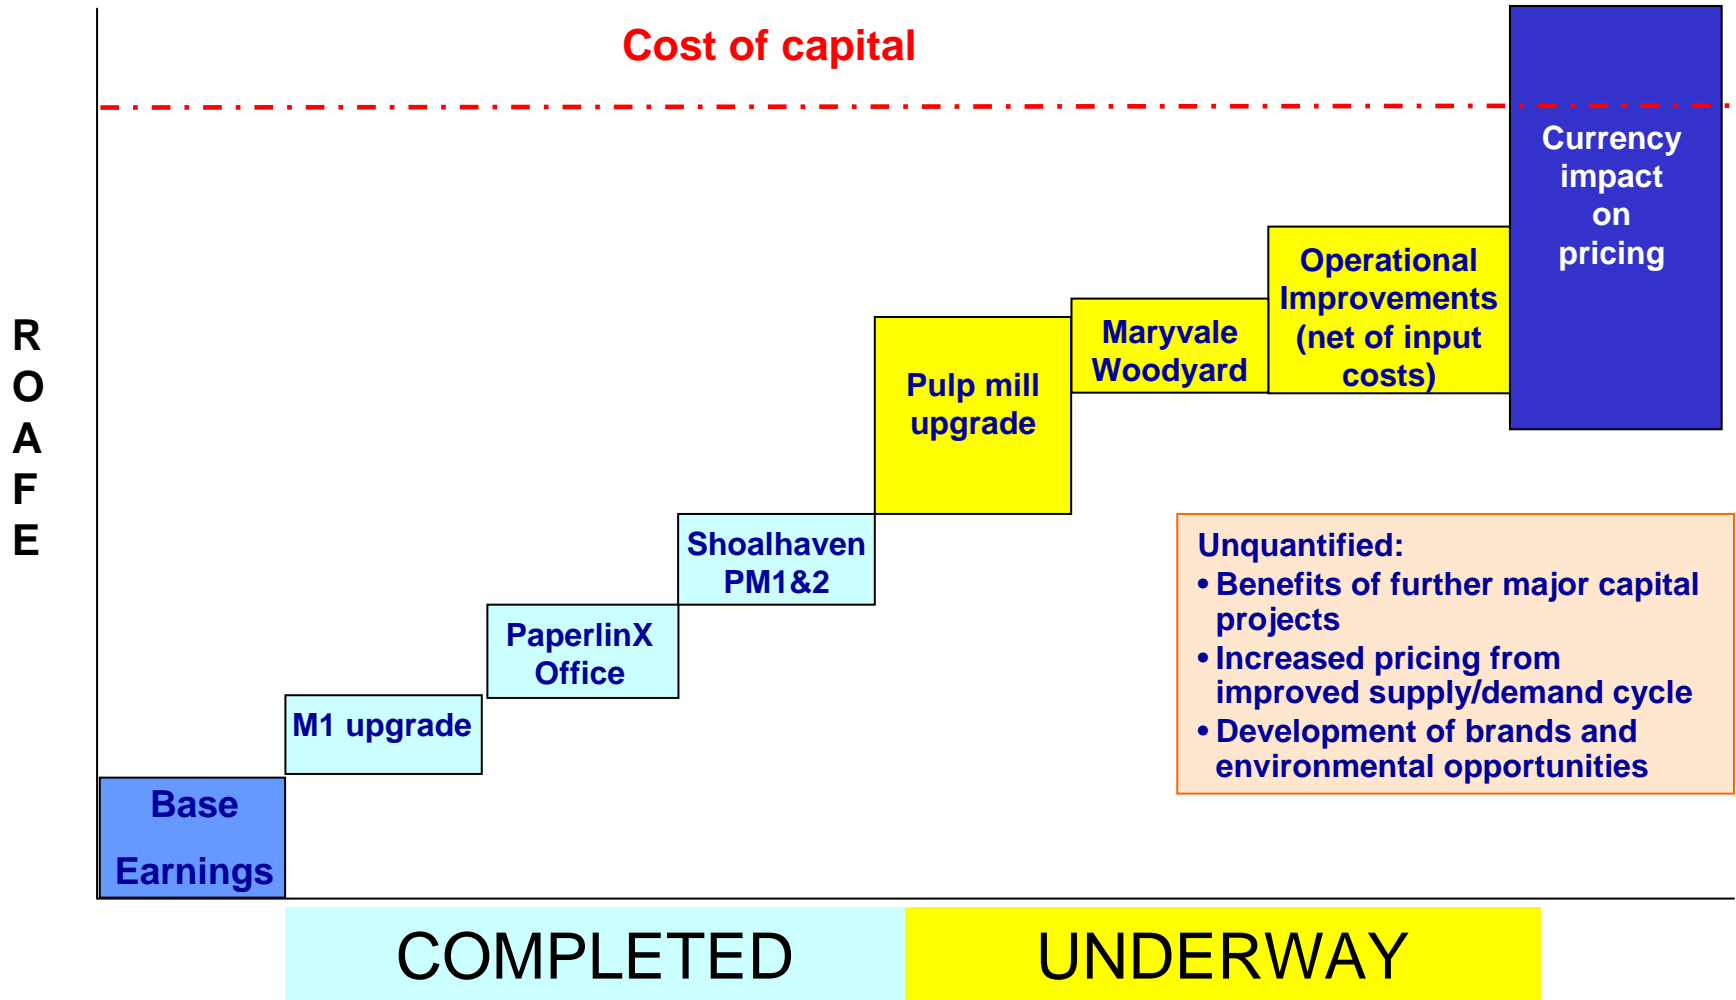 Cost of capital
R
O
A
F
E
Currency
impact
on
pricing
Operational
Improvements
(net of input
costs)
Maryvale
Woodyard
Pulp mill
upgrade
Shoalhaven
PM1&2
PaperlinX
Office
M1 upgrade
Base
Earnings
Unquantified:
• Benefits of further major capital
projects
• Increased pricing from
improved supply/demand cycle
• Development of brands and
environmental opportunities
COMPLETED
UNDERWAY